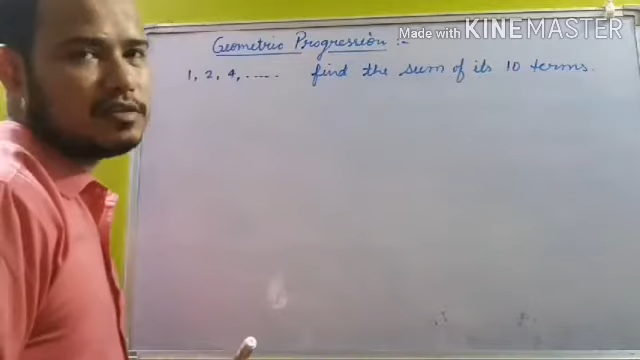 Made with KINEMASTER
Geometric Progression :-
1, 2, 4, ..... find the sum of its 10 terms.